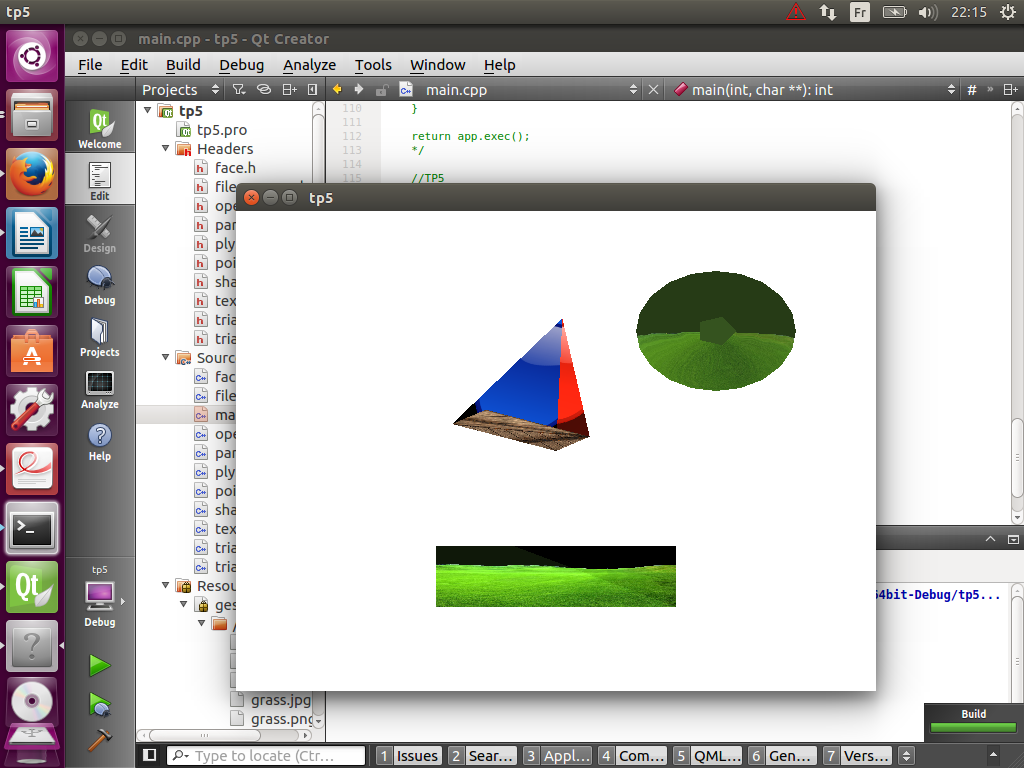 tp5
Fr
22:15
main.cpp - tp5 - Qt Creator
File Edit Build Debug Analyze Tools Window Help
Projects
main.cpp
main(int, char **): int
#
Welcome
Edit
Design
Debug
Projects
Analyze
Help
tp5
Debug
tp5
tp5.pro
Headers
face.h
file
ope
par
ply
poi
sha
tex
tria
tria
Sourc
fac
file
ma
ope
par
ply
poi
sha
tex
tria
tria
Resou
ges
/
grass.jpg
grass.png
110 }
111
112 return app.exec();
113 */
114
115 //TP5
tp5
64bit-Debug/tp5...
Build
Type to locate (Ctr...
1 Issues
2 Sear...
3 Appl...
4 Com...
5 QML...
6 Gen...
7 Vers...